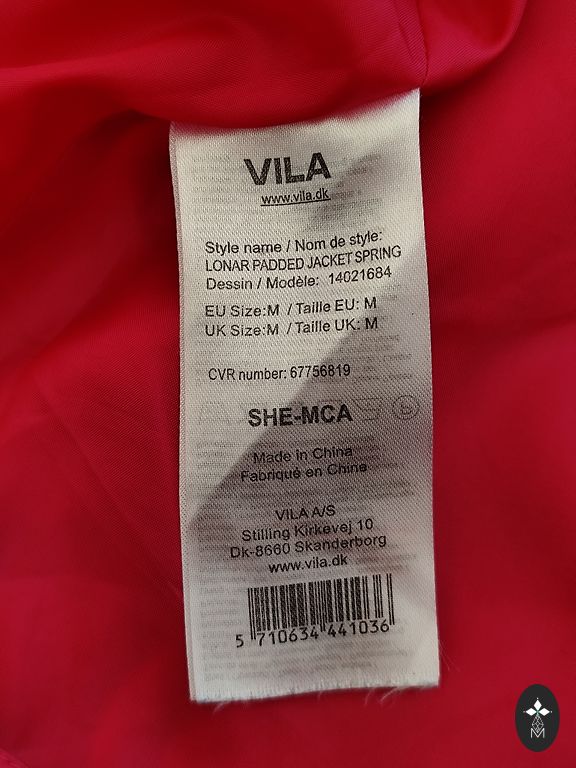 VILA
www.vila.dk
Style name / Nom de style:
LONAR PADDED JACKET SPRING
Dessin / Modèle: 14021684
EU Size:M / Taille EU: M
UK Size:M / Taille UK: M
CVR number: 67756819
SHE-MCA
Made in China
Fabriqué en Chine
VILA A/S
Stilling Kirkevej 10
Dk-8660 Skanderborg
www.vila.dk
5 710634 441036
M